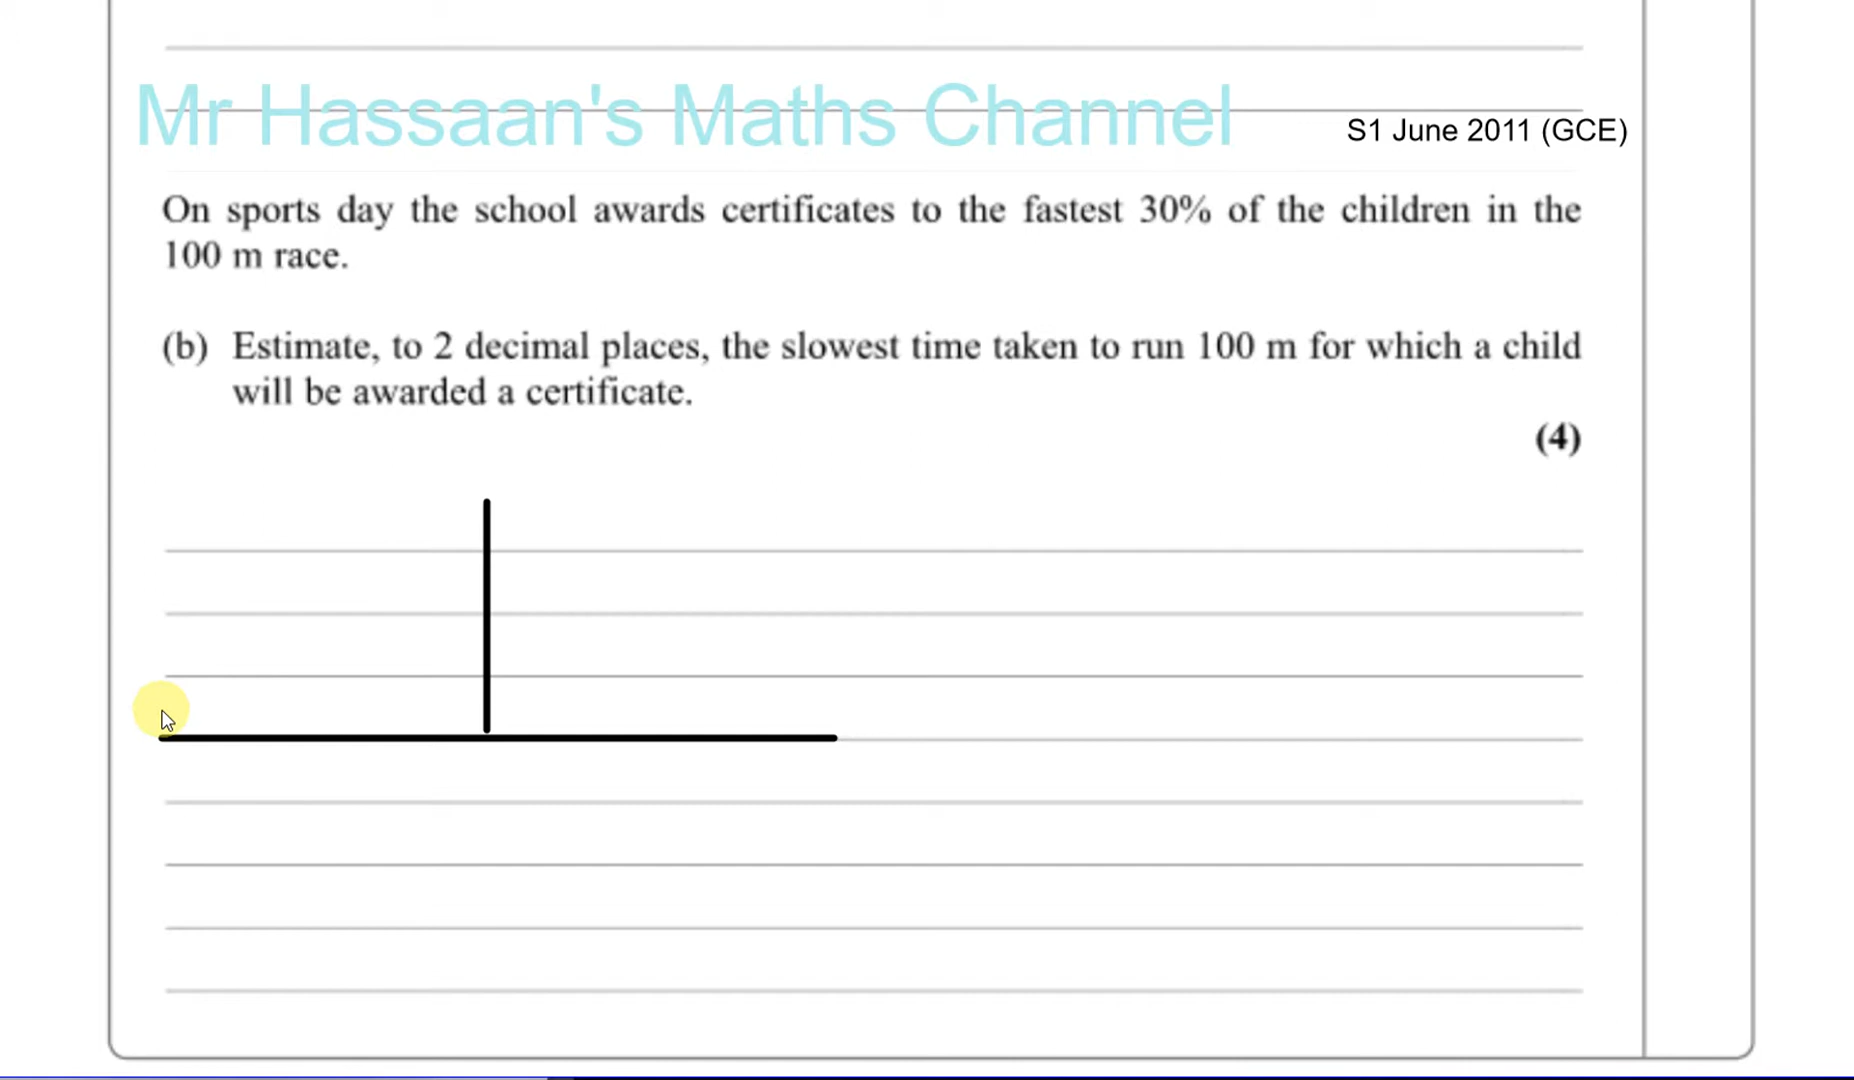 Mr Hassaan's Maths Channel
S1 June 2011 (GCE)
On sports day the school awards certificates to the fastest 30% of the children in the
100 m race.
(b) Estimate, to 2 decimal places, the slowest time taken to run 100 m for which a child
will be awarded a certificate.
(4)